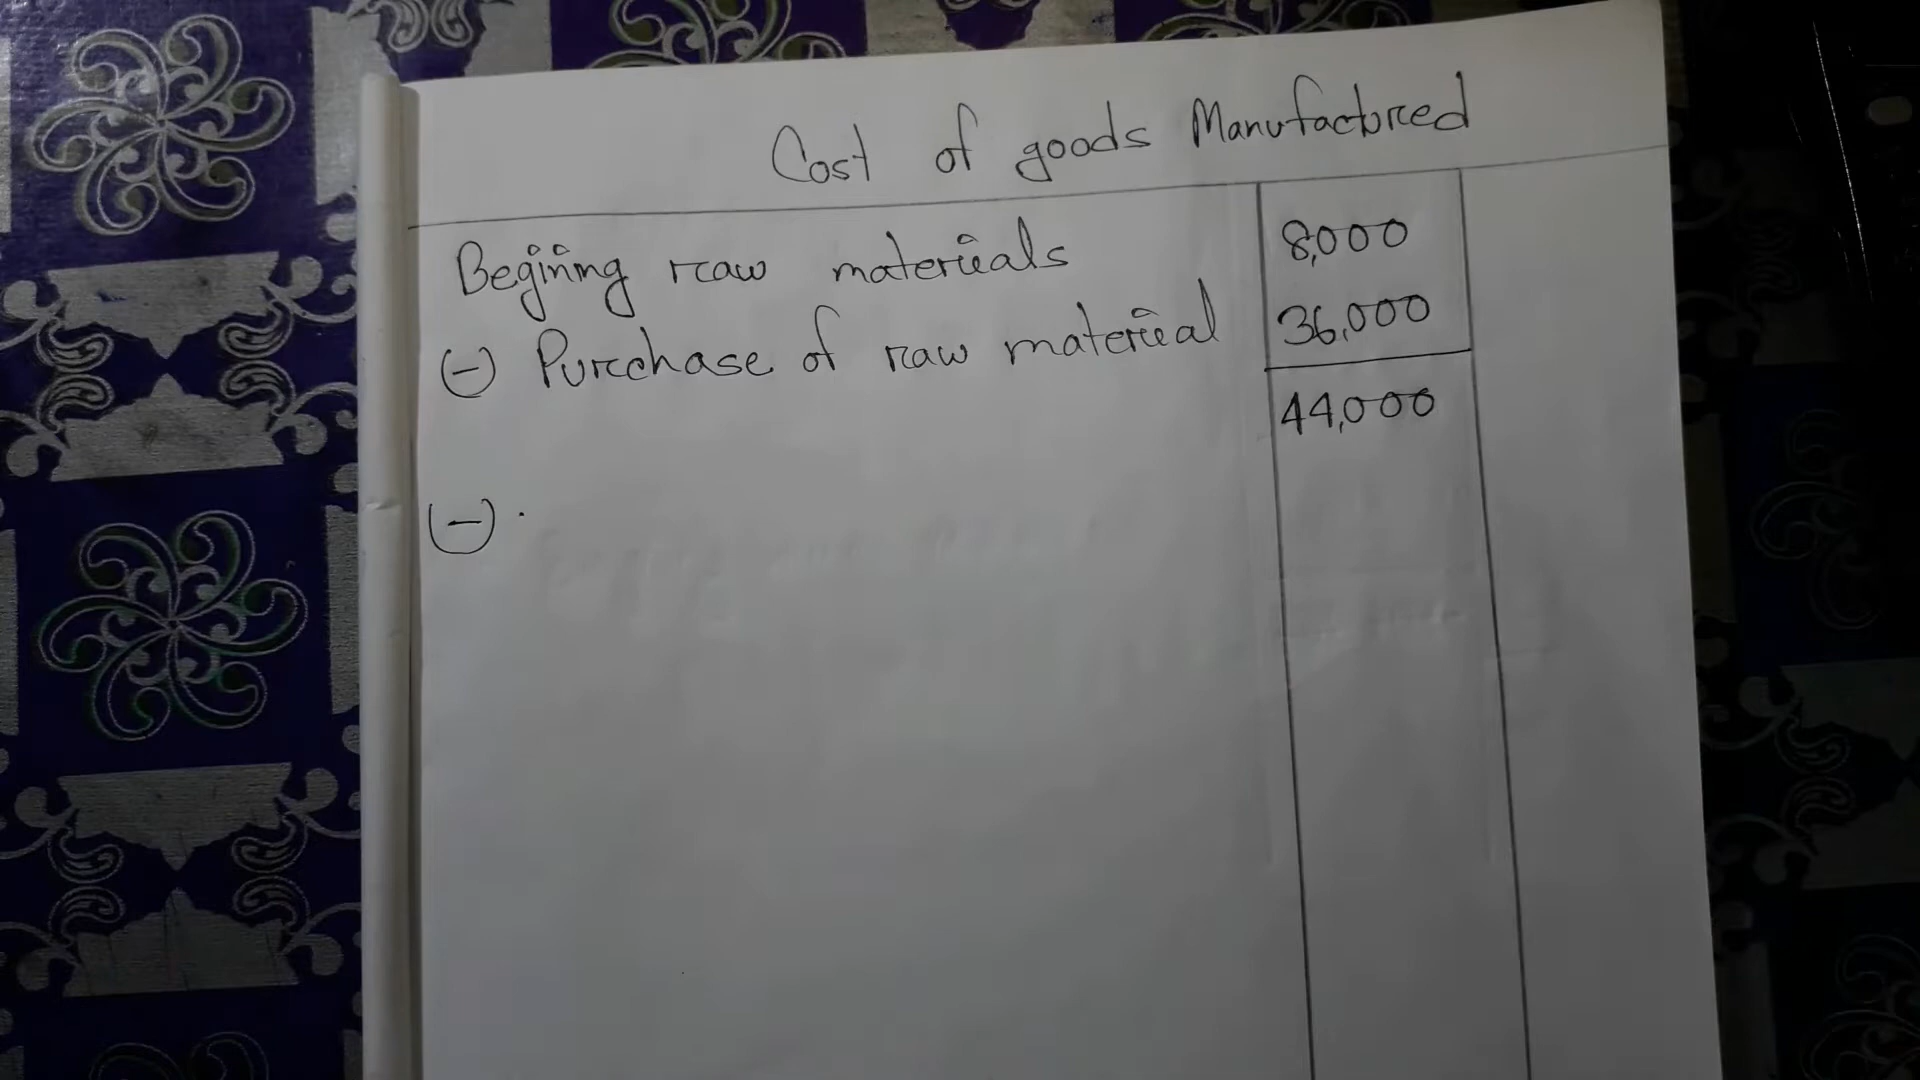 Cost of goods Manufactured
Begining raw materials 8,000
(-) Purchase of raw material 36,000
44,000
(-) .